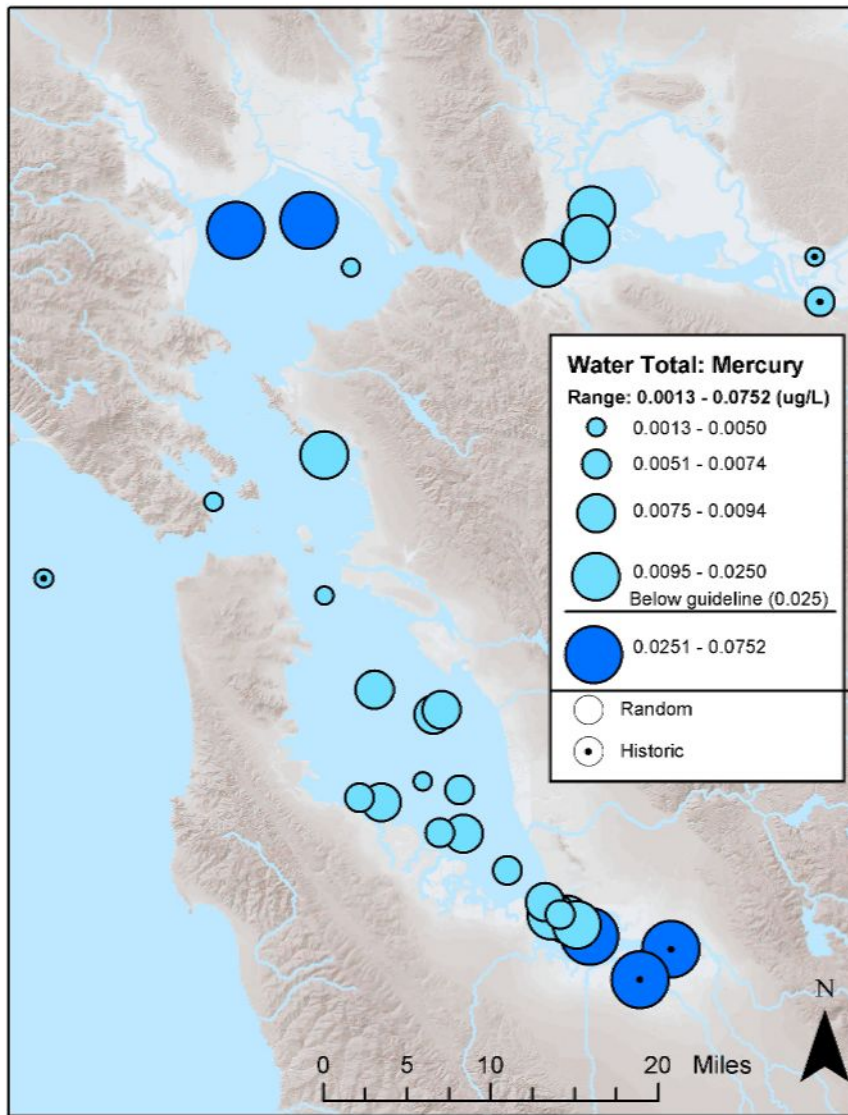 Water Total: Mercury
Range: 0.0013 - 0.0752 (ug/L)
0.0013 - 0.0050
0.0051 - 0.0074
0.0075 - 0.0094
0.0095 - 0.0250
Below guideline (0.025)
0.0251 - 0.0752
Random
Historic
N
0 5 10 20 Miles